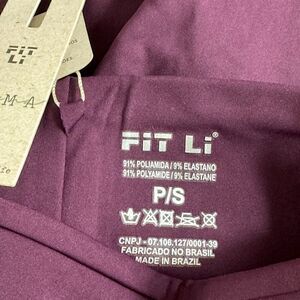 FIT
Li
MA
FIT Li®
91% POLIAMIDA / 9% ELASTANO
91% POLYAMIDE / 9% ELASTANE
P/S
CNPJ - 07.106.127/0001-39
FABRICADO NO BRASIL
MADE IN BRAZIL